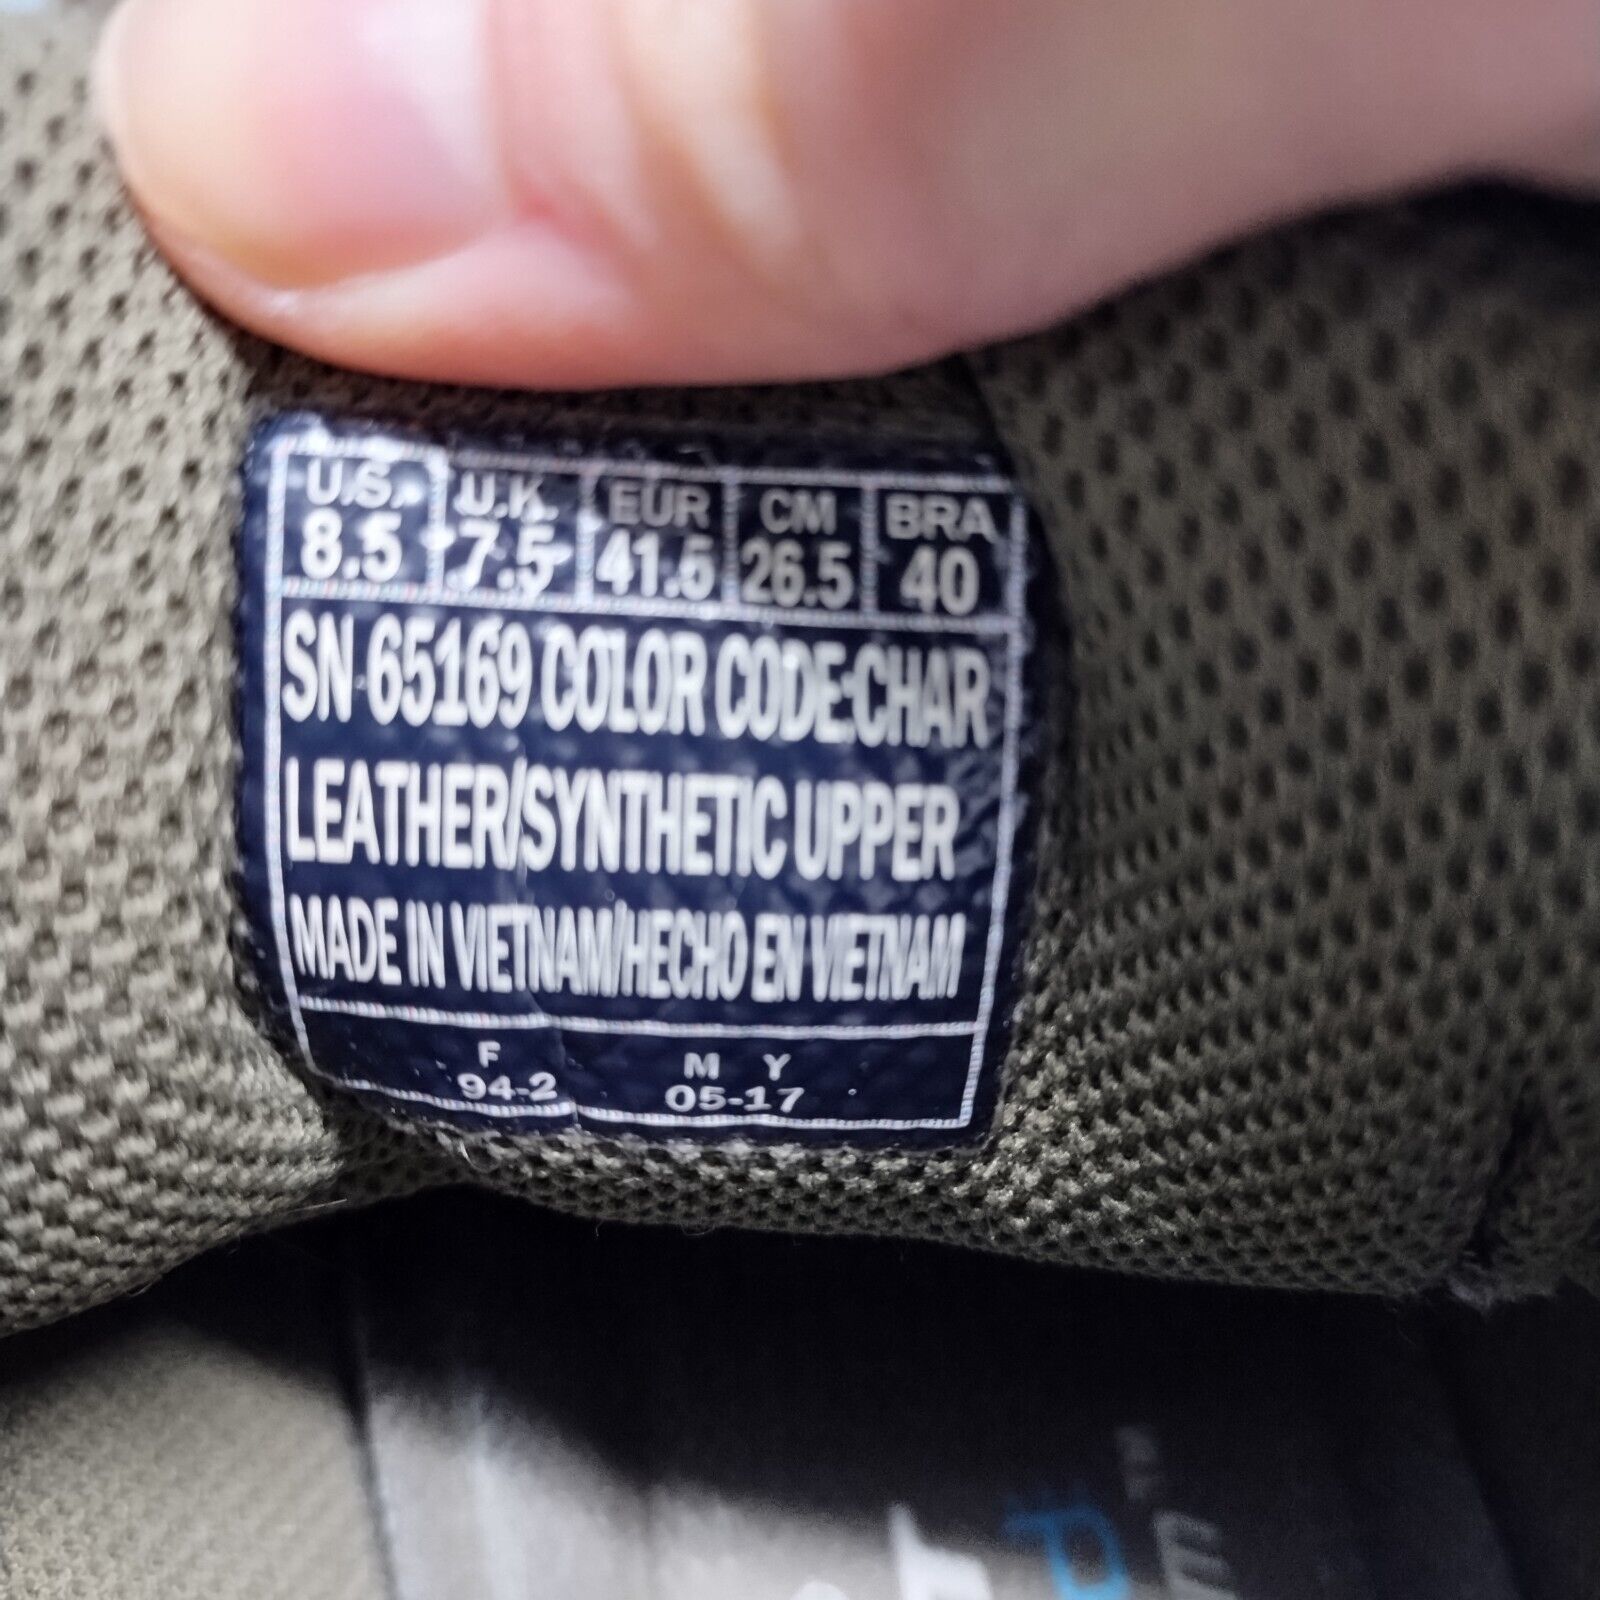 U.S. U.K. EUR CM BRA
8.5 7.5 41.5 26.5 40
SN 65169 COLOR CODE:CHAR
LEATHER/SYNTHETIC UPPER
MADE IN VIETNAM/HECHO EN VIETNAM
F M Y
94-2 05-17